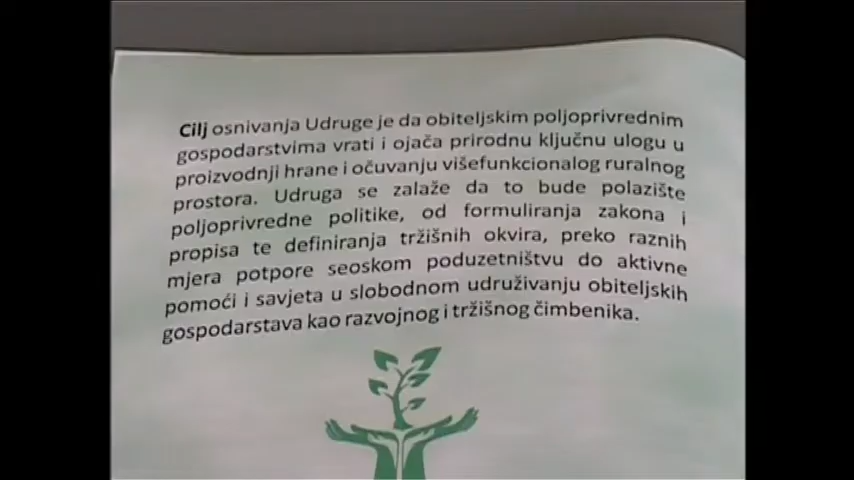 Cilj osnivanja Udruge je da obiteljskim poljoprivrednim
gospodarstvima vrati i ojača prirodnu ključnu ulogu u
proizvodnji hrane i očuvanju višefunkcionalog ruralnog
prostora. Udruga se zalaže da to bude polazište
poljoprivredne politike, od formuliranja zakona i
propisa te definiranja tržišnih okvira, preko raznih
mjera potpore seoskom poduzetništvu do aktivne
pomoći i savjeta u slobodnom udruživanju obiteljskih
gospodarstava kao razvojnog i tržišnog čimbenika.